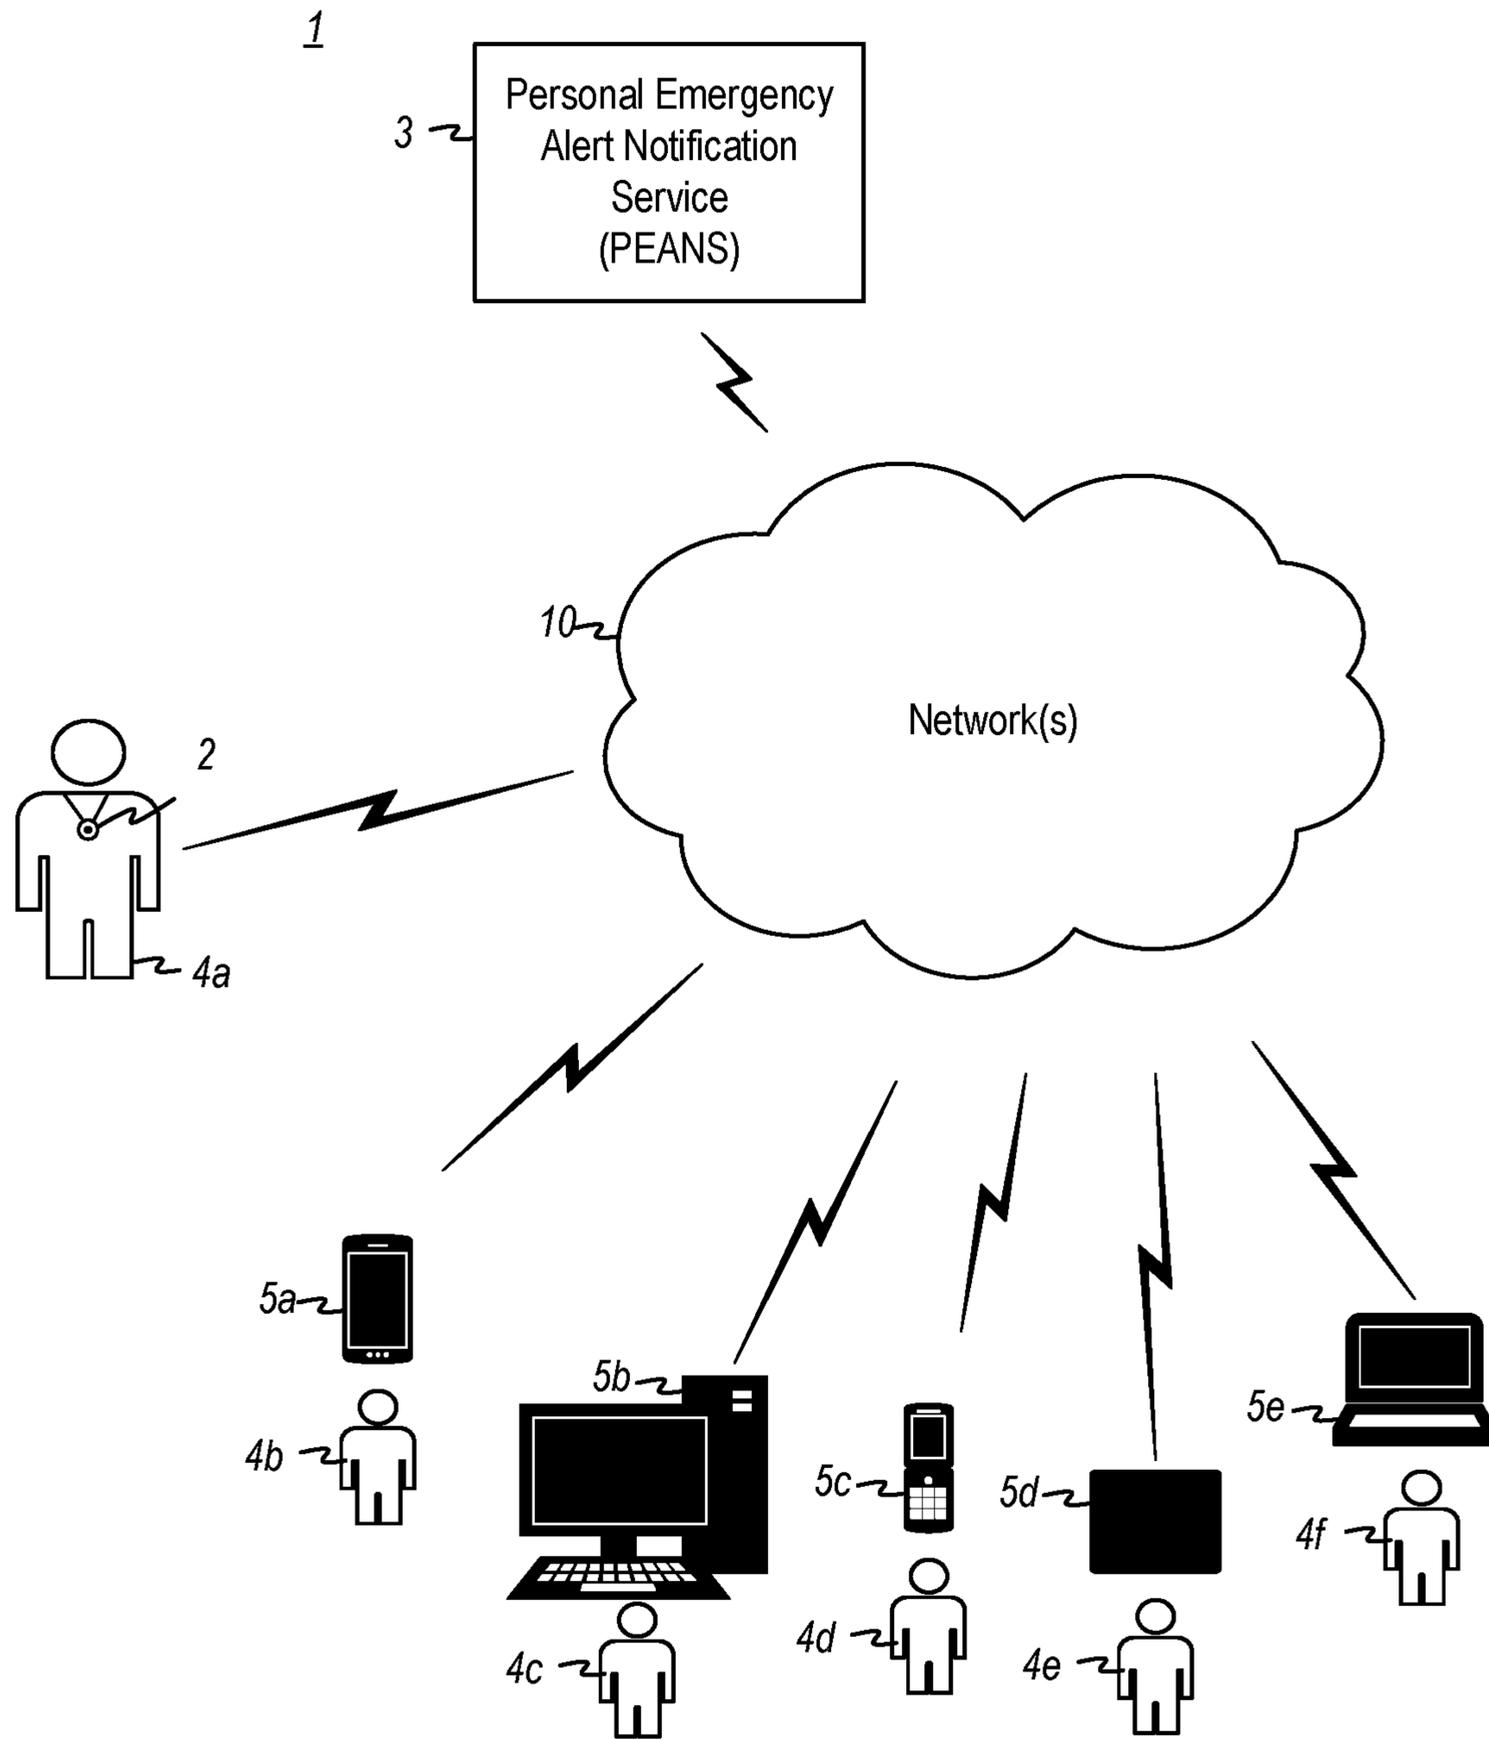 1
Personal Emergency
Alert Notification
Service
(PEANS)
3
10
Network(s)
2
4a
5a
5b
5c
5d
5e
4b
4c
4d
4e
4f